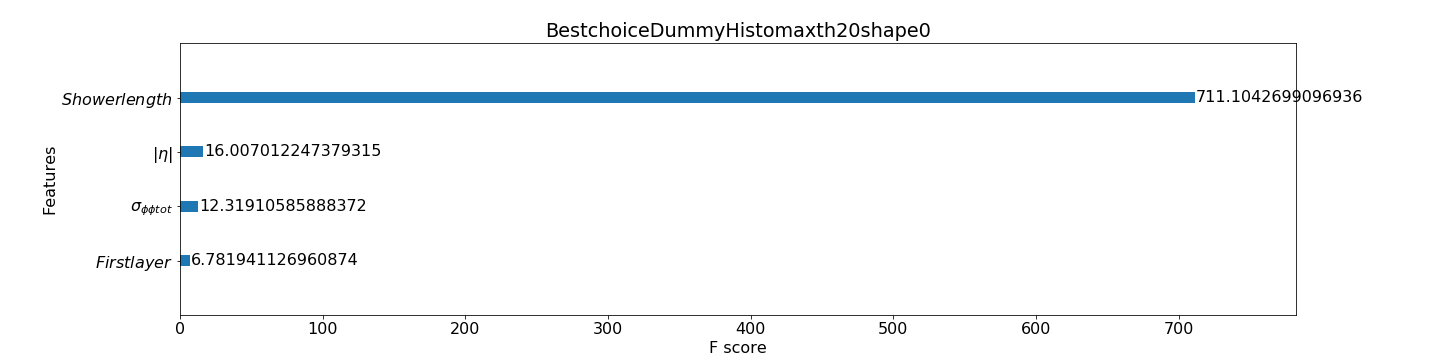 BestchoiceDummyHistomaxth20shape0
Showerlength
711.1042699096936
|η|
16.007012247379315
σϕϕtot
12.31910585888372
Firstlayer
6.781941126960874
Features
0 100 200 300 400 500 600 700
F score